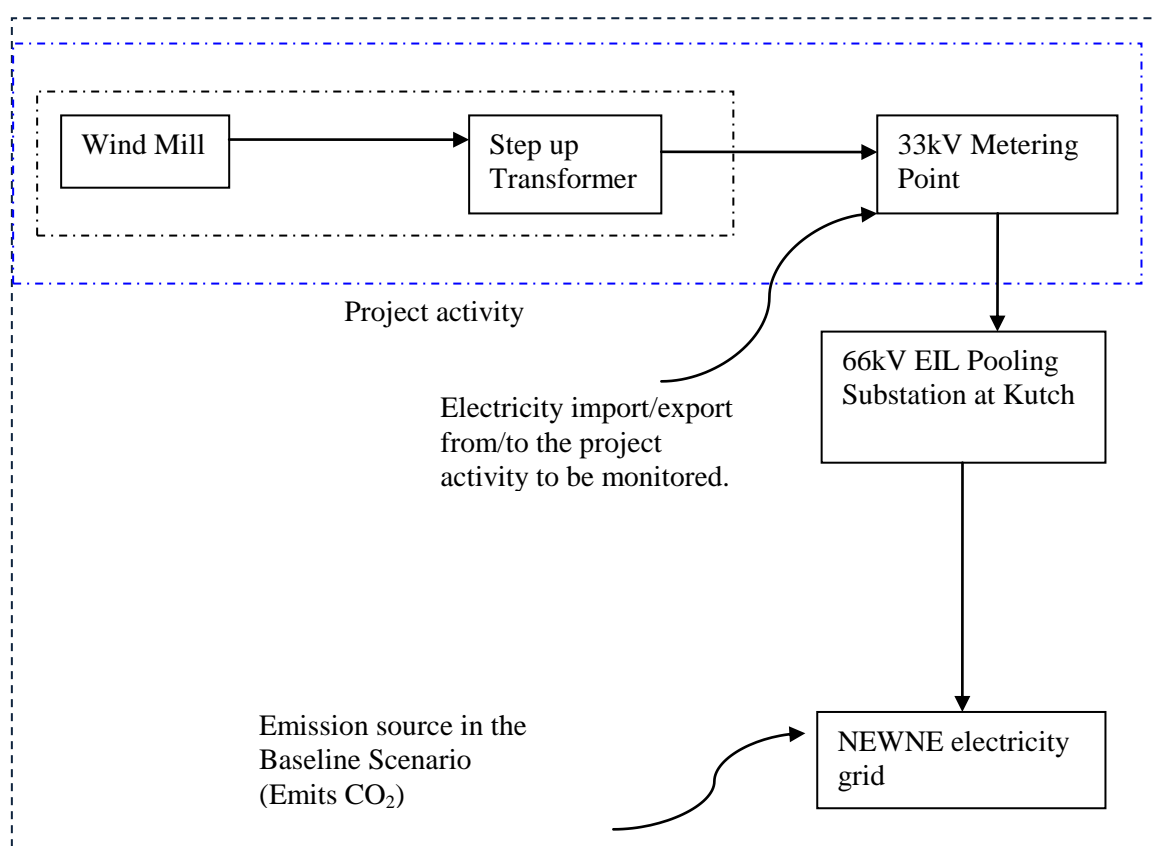 Wind Mill
Step up
Transformer
33kV Metering
Point
Project activity
66kV EIL Pooling
Substation at Kutch
Electricity import/export
from/to the project
activity to be monitored.
Emission source in the
Baseline Scenario
(Emits CO₂)
NEWNE electricity
grid